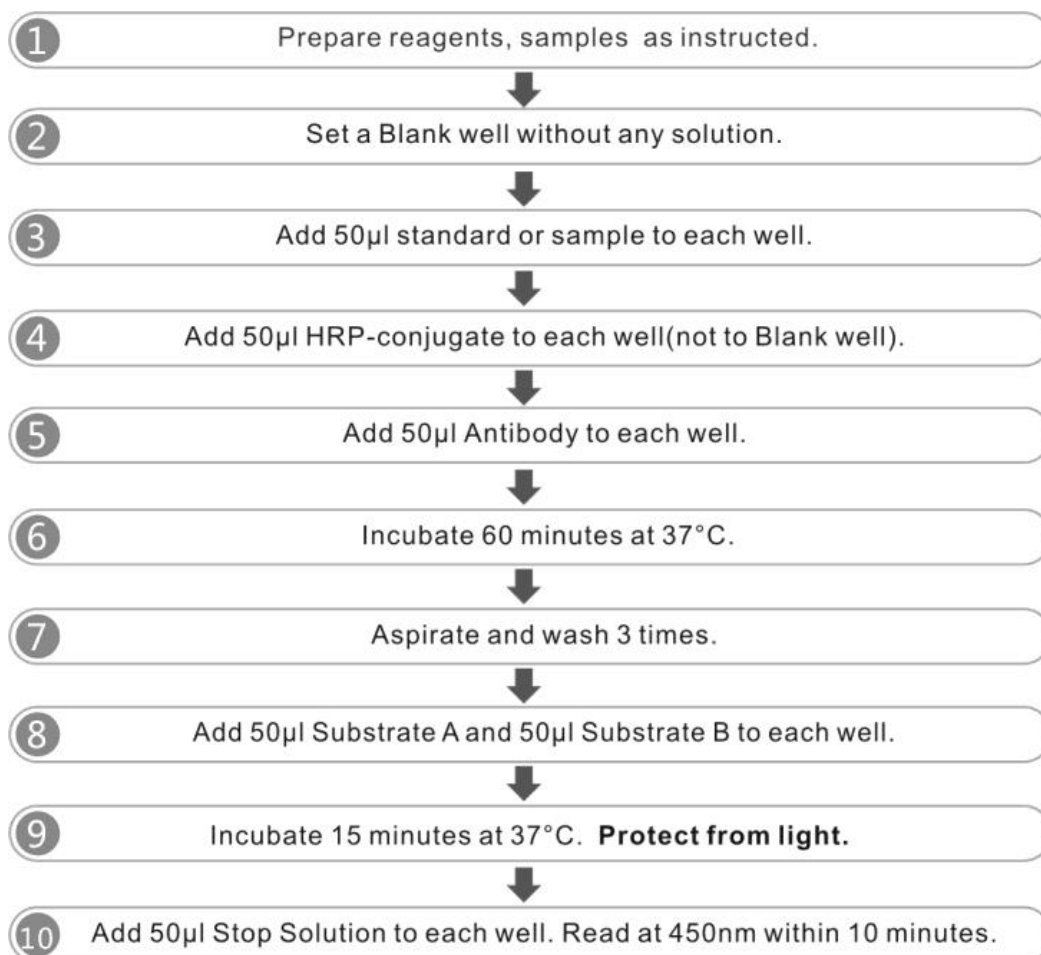 1 Prepare reagents, samples as instructed.
2 Set a Blank well without any solution.
3 Add 50µl standard or sample to each well.
4 Add 50µl HRP-conjugate to each well(not to Blank well).
5 Add 50µl Antibody to each well.
6 Incubate 60 minutes at 37°C.
7 Aspirate and wash 3 times.
8 Add 50µl Substrate A and 50µl Substrate B to each well.
9 Incubate 15 minutes at 37°C. Protect from light.
10 Add 50µl Stop Solution to each well. Read at 450nm within 10 minutes.